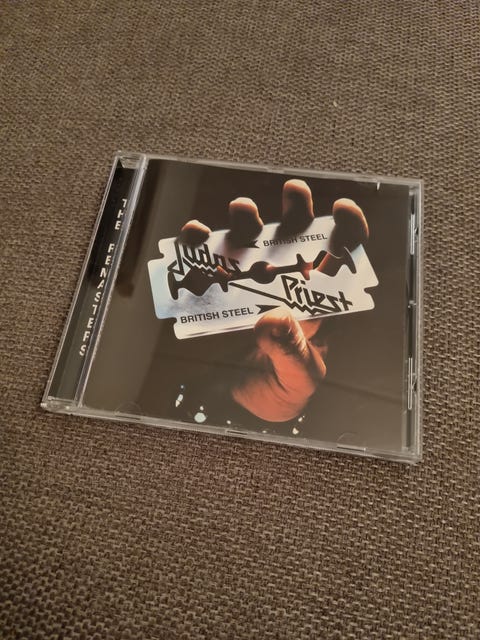 THE REMASTERS
BRITISH STEEL
Judas
Priest
BRITISH STEEL